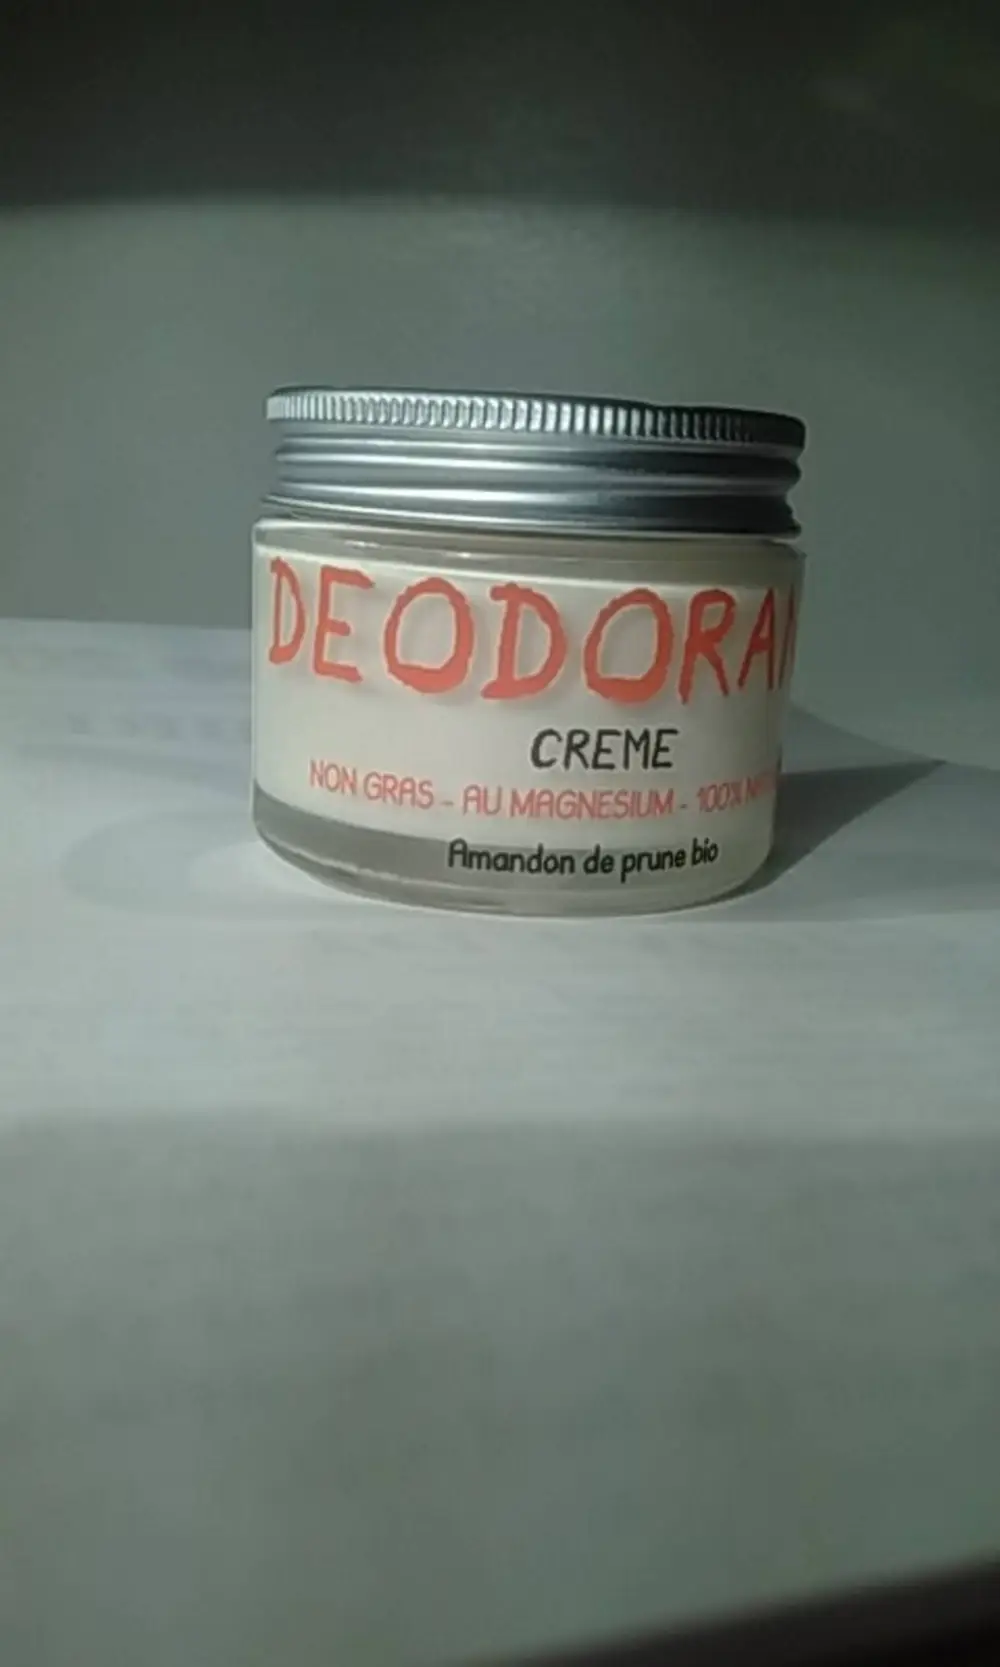 DEODORAN
CREME
NON GRAS - AU MAGNESIUM - 100%
Amandon de prune bio